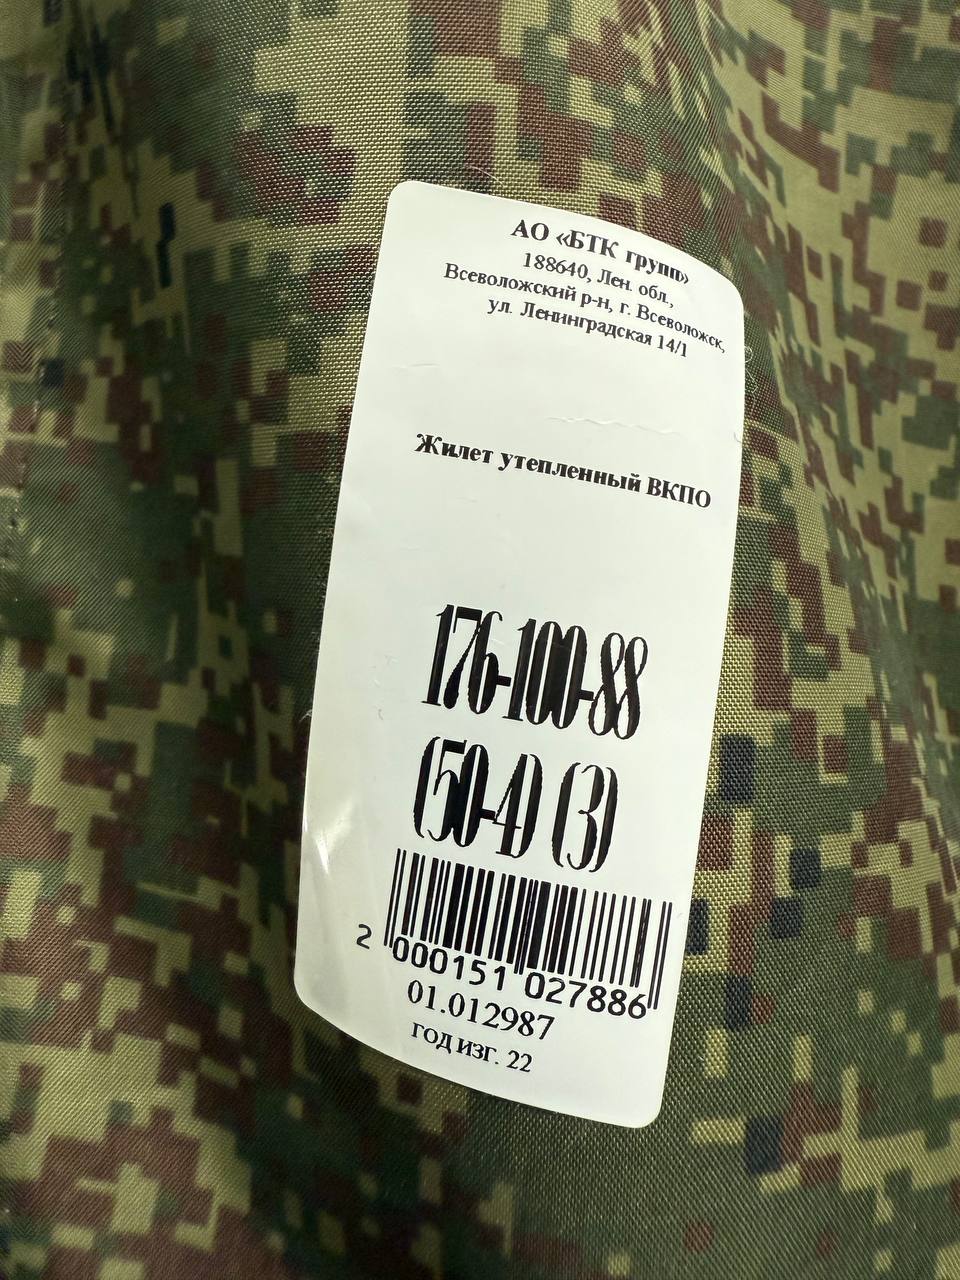 АО «БТК групп»
188640, Лен. обл.,
Всеволожский р-н, г. Всеволожск,
ул. Ленинградская 14/1
Жилет утепленный ВКПО
176-100-88
(50-4) (3)
2 000151 027886
01.012987
год изг. 22